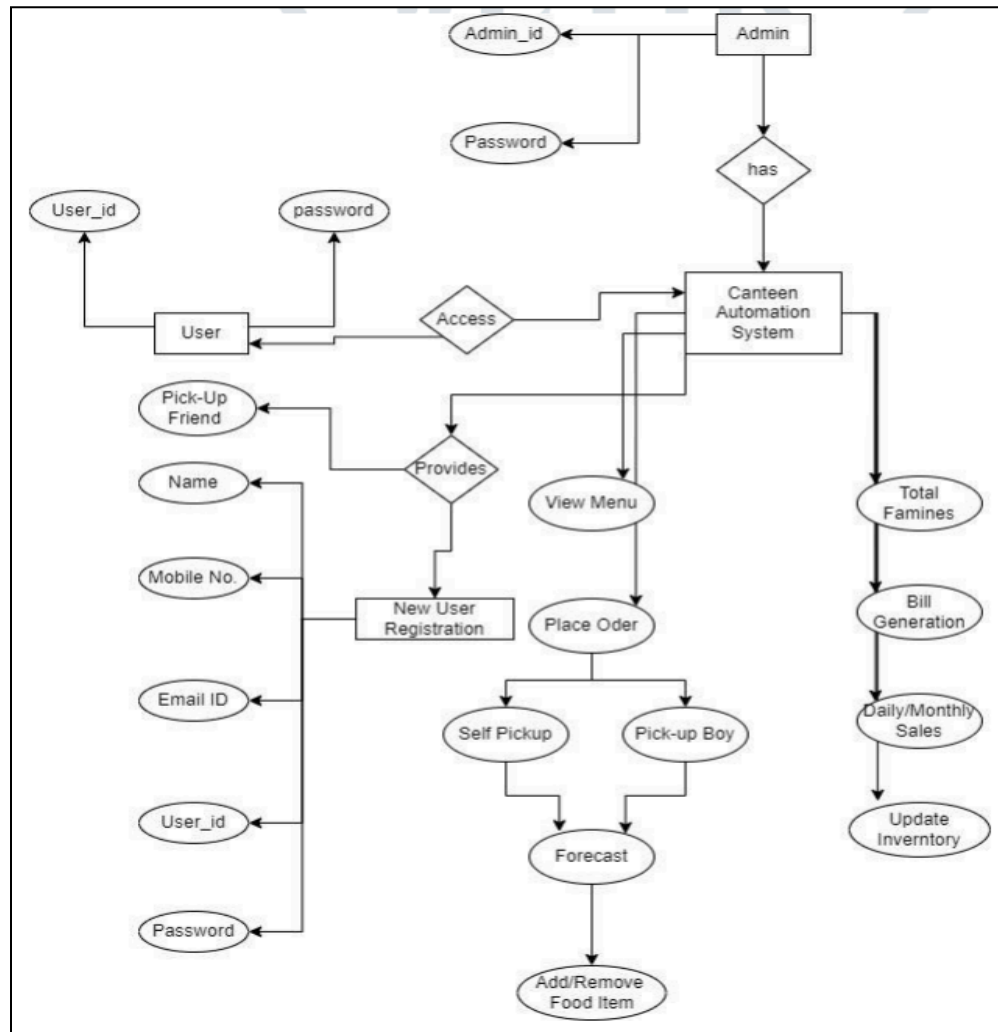 Admin_id
Admin
Password
has
User_id
password
Canteen
Automation
System
Access
User
Pick-Up
Friend
Provides
Name
View Menu
Total
Famines
Mobile No.
New User
Registration
Place Oder
Bill
Generation
Email ID
Self Pickup
Pick-up Boy
Daily/Monthly
Sales
User_id
Forecast
Update
Inverntory
Password
Add/Remove
Food Item